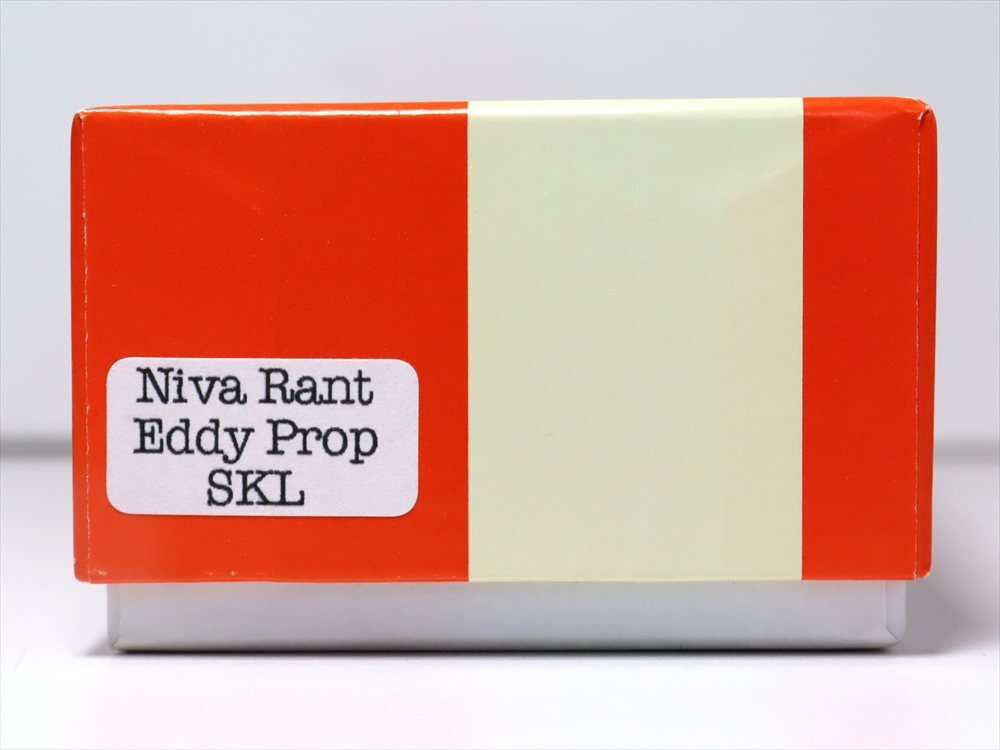 Niva Rant
Eddy Prop
SKL